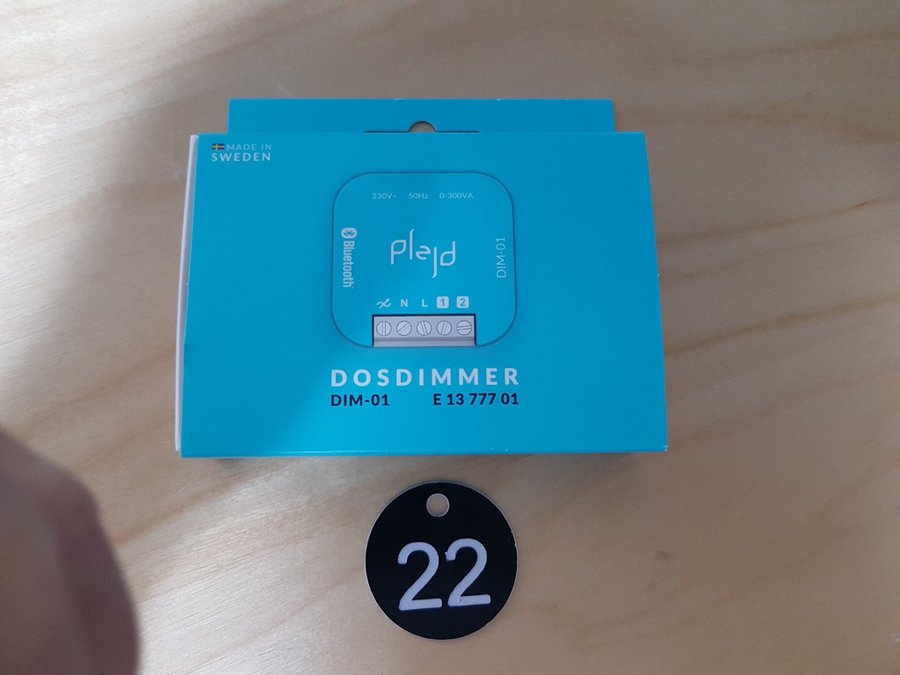 MADE IN
SWEDEN
230V~ 50Hz 0-300VA
Bluetooth
plejd
DIM-01
N L 1 2
DOSDIMMER
DIM-01 E 13 777 01
22